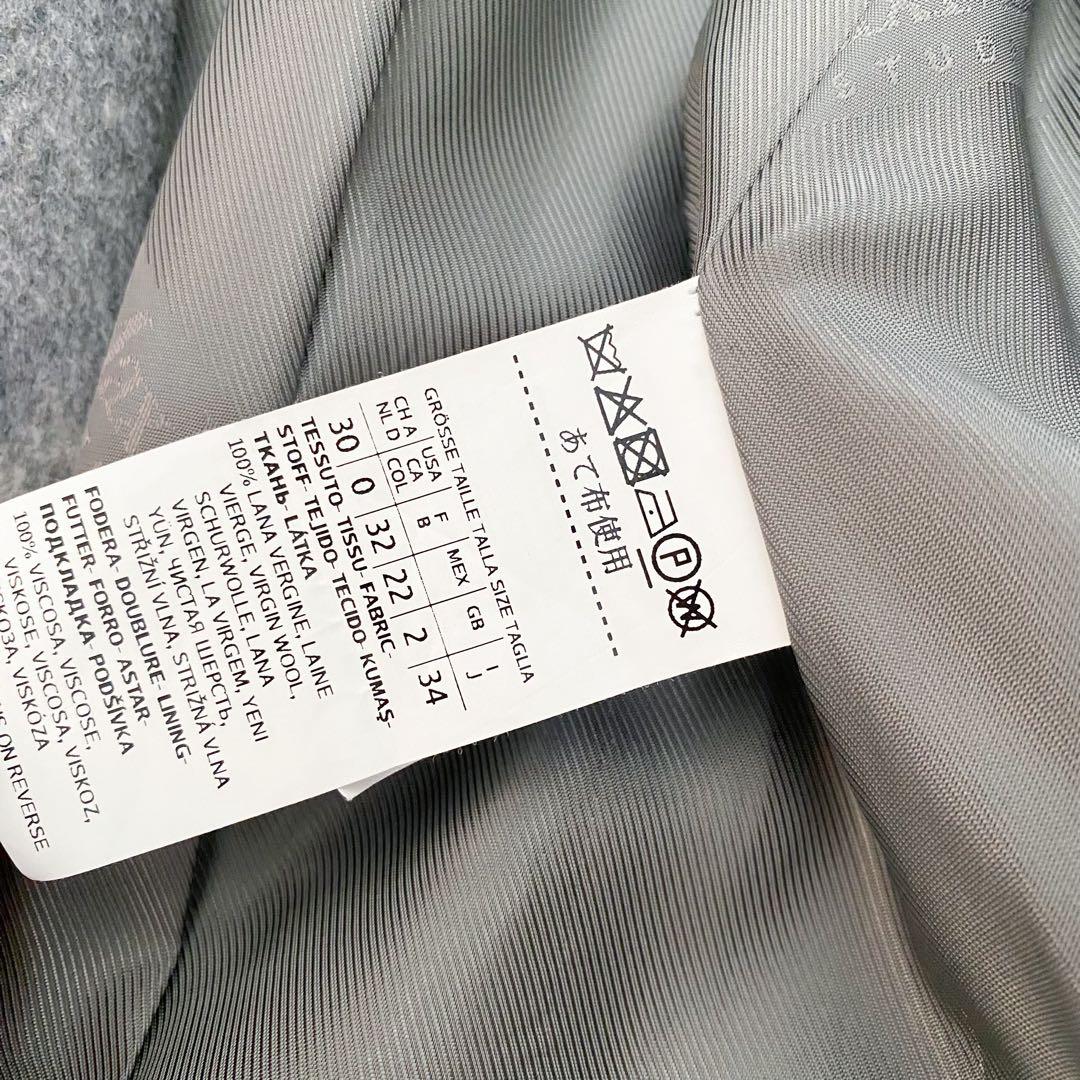 P W
あて布使用
GRÖSSE TAILLE TALLA SIZE TAGLIA
CH A USA F MEX GB J
NL D CA B
COL
30 0 32 22 2 34
TESSUTO- TISSU- FABRIC-
STOFF- TEJIDO- TECIDO- KUMAŞ-
ТКАНЬ- LÁTKA
100% LANA VERGINE, LAINE
VIERGE, VIRGIN WOOL,
SCHURWOLLE, LANA
VIRGEN, LA VIRGEM, YENI
YÜN, ЧИСТАЯ ШЕРСТЬ,
STŘIŽNÍ VLNA, STRIŽNÁ VLNA
FODERA- DOUBLURE- LINING-
FUTTER- FORRO- ASTAR-
ПОДКЛАДКА- PODŠÍVKA
100% VISCOSA, VISCOSE,
VISKOSE, VISCOSA, VISKOZ,
ВИСКОЗА, VISKÓZA
ON REVERSE